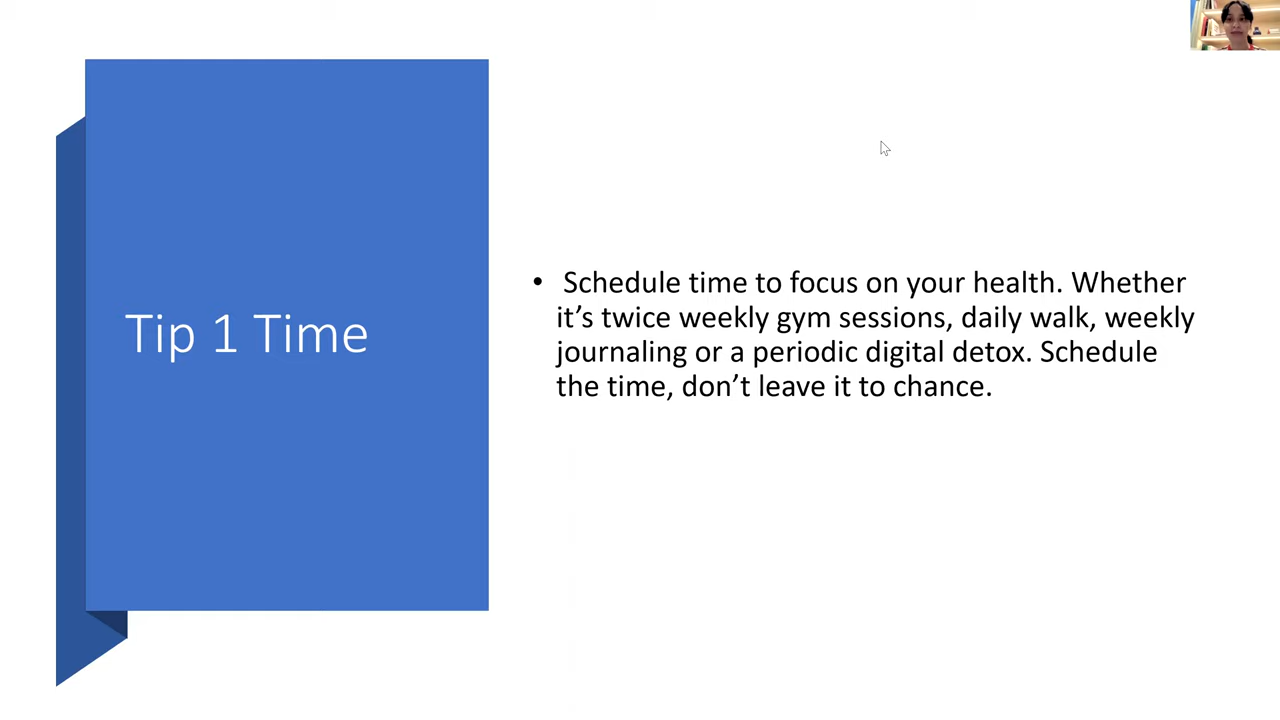 Tip 1 Time
• Schedule time to focus on your health. Whether
it’s twice weekly gym sessions, daily walk, weekly
journaling or a periodic digital detox. Schedule
the time, don’t leave it to chance.